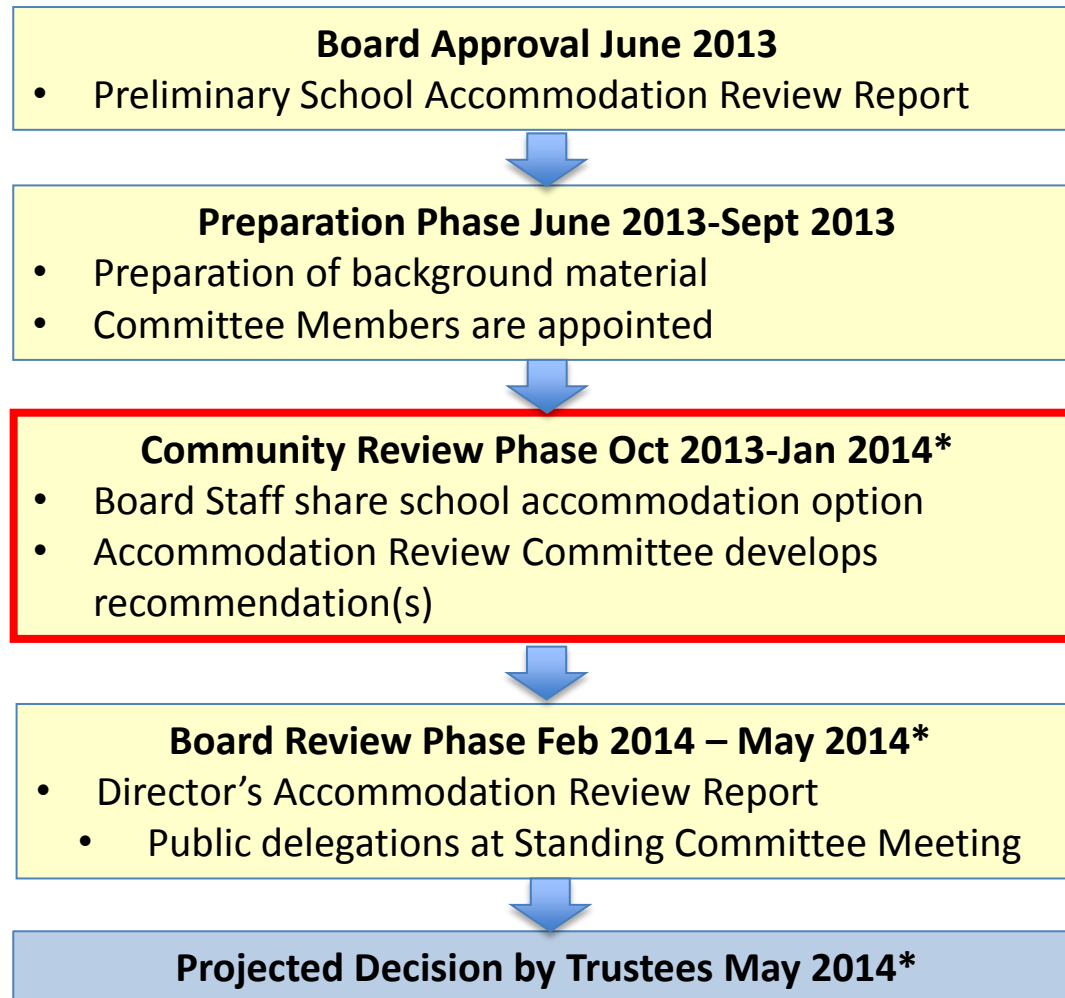 Board Approval June 2013
• Preliminary School Accommodation Review Report
Preparation Phase June 2013-Sept 2013
• Preparation of background material
• Committee Members are appointed
Community Review Phase Oct 2013-Jan 2014*
• Board Staff share school accommodation option
• Accommodation Review Committee develops
recommendation(s)
Board Review Phase Feb 2014 – May 2014*
• Director’s Accommodation Review Report
• Public delegations at Standing Committee Meeting
Projected Decision by Trustees May 2014*